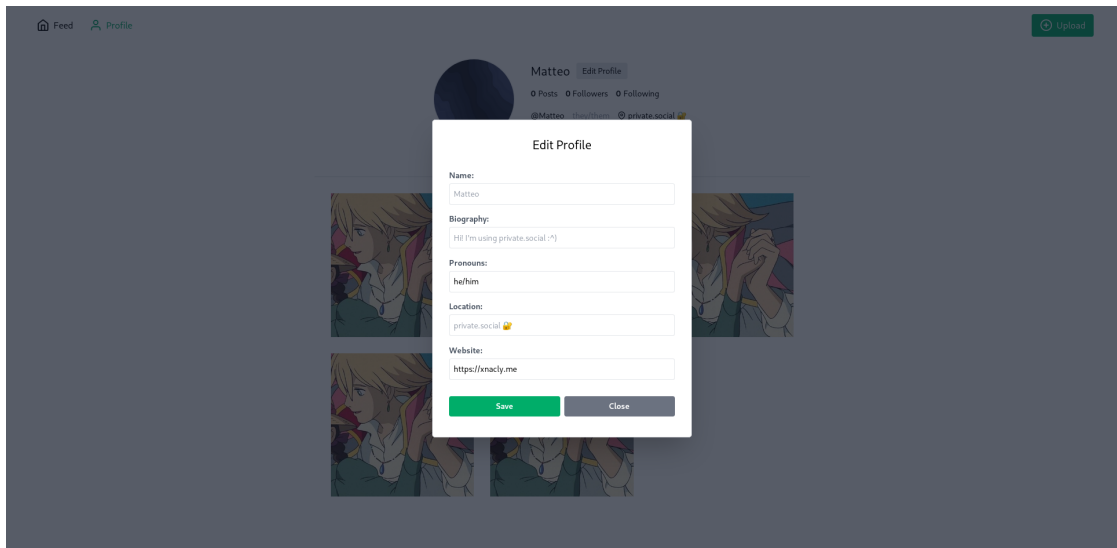 Feed Profile Upload
Matteo Edit Profile
0 Posts 0 Followers 0 Following
@Matteo they/them private.social 🔐
Edit Profile
Name:
Matteo
Biography:
Hi! I'm using private.social :^)
Pronouns:
he/him
Location:
private.social 🔐
Website:
https://xnacly.me
Save Close